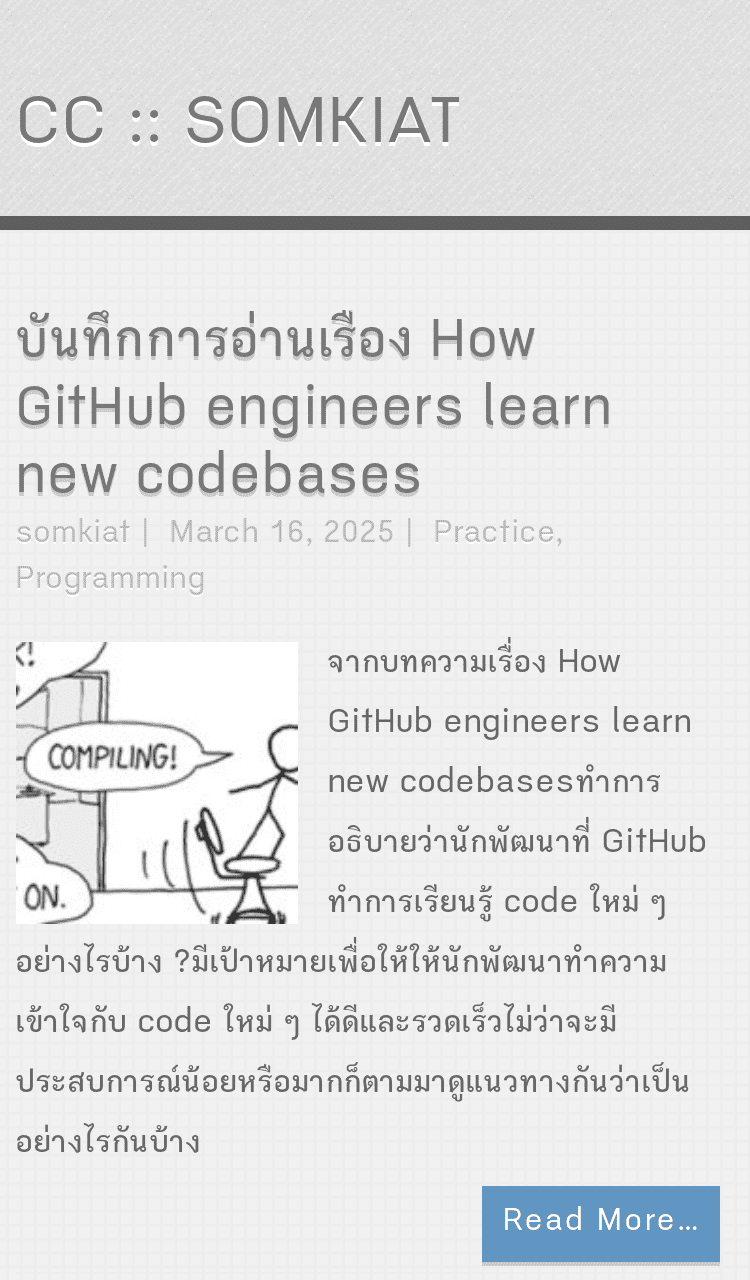 CC :: SOMKIAT
บันทึกการอ่านเรื่อง How
GitHub engineers learn
new codebases
somkiat | March 16, 2025 | Practice,
Programming
K!
COMPILING!
ON.
จากบทความเรื่อง How
GitHub engineers learn
new codebasesทำการ
อธิบายว่านักพัฒนาที่ GitHub
ทำการเรียนรู้ code ใหม่ ๆ
อย่างไรบ้าง ?มีเป้าหมายเพื่อให้ให้นักพัฒนาทำความ
เข้าใจกับ code ใหม่ ๆ ได้ดีและรวดเร็วไม่ว่าจะมี
ประสบการณ์น้อยหรือมากก็ตามมาดูแนวทางกันว่าเป็น
อย่างไรกันบ้าง
Read More…